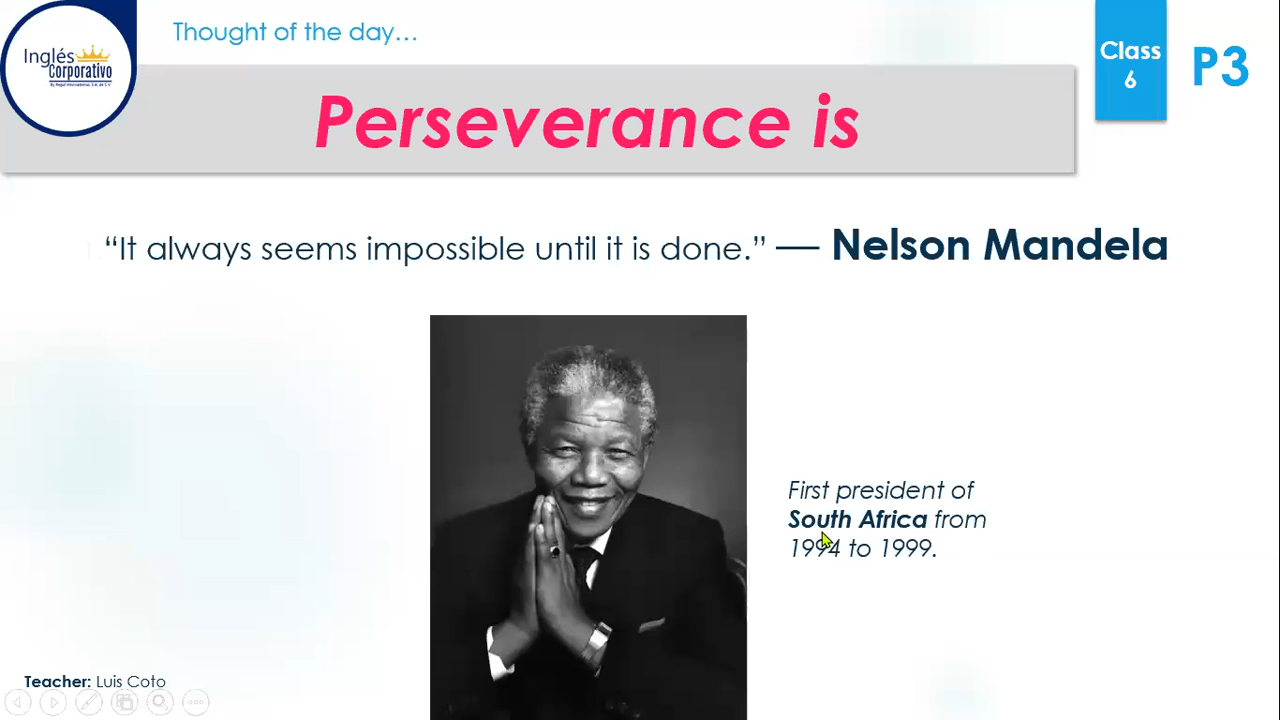 Thought of the day…
Inglés
Corporativo
Class
6
P3
Perseverance is
“It always seems impossible until it is done.” — Nelson Mandela
First president of
South Africa from
1994 to 1999.
Teacher: Luis Coto